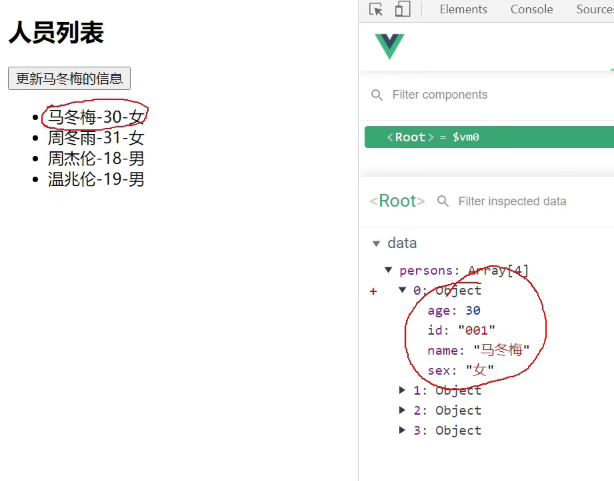 人员列表
更新马冬梅的信息
马冬梅-30-女
周冬雨-31-女
周杰伦-18-男
温兆伦-19-男
Elements Console Sources
Filter components
<Root> = $vm0
<Root> Filter inspected data
data
persons: Array[4]
+ 0: Object
age: 30
id: "001"
name: "马冬梅"
sex: "女"
1: Object
2: Object
3: Object